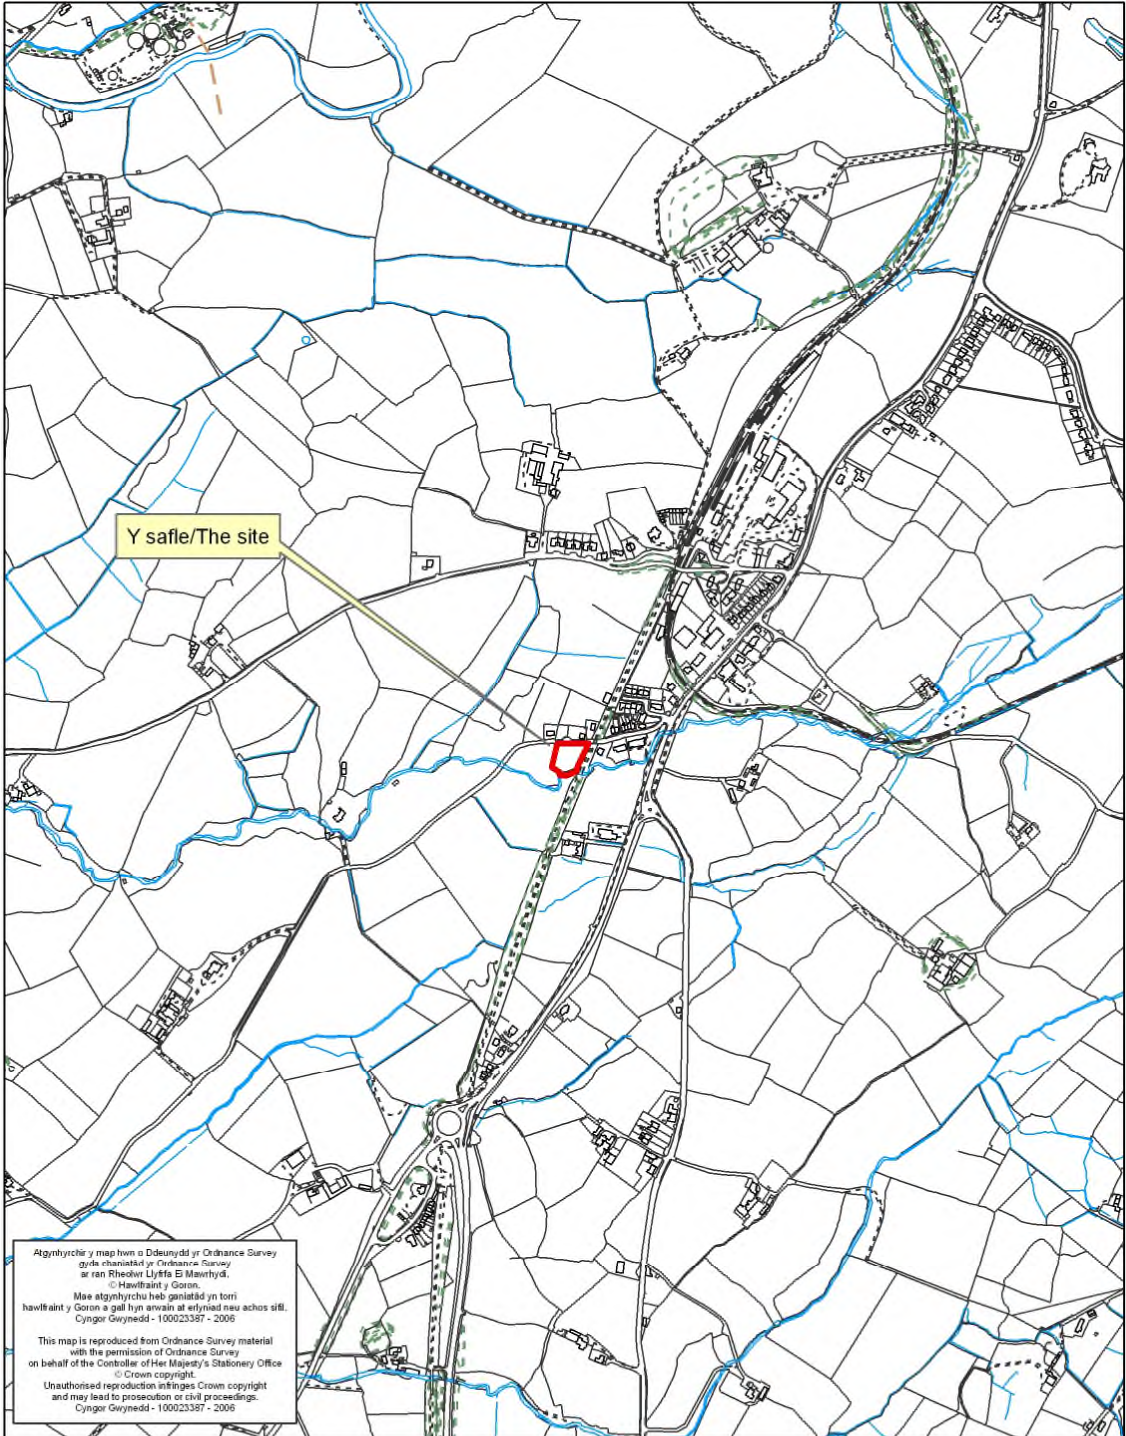 Y safle/The site
Atgynhyrchir y map hwn o Ddeunydd yr Ordnance Survey
gyda chaniatâd yr Ordnance Survey
ar ran Rheolwr Llyfrfa Ei Mawrhydi.
© Hawlfraint y Goron.
Mae atgynhyrchu heb ganiatâd yn torri
hawlfraint y Goron a gall hyn arwain at erlyniad neu achos sifil.
Cyngor Gwynedd - 100023387 - 2006
This map is reproduced from Ordnance Survey material
with the permission of Ordnance Survey
on behalf of the Controller of Her Majesty's Stationery Office
© Crown copyright.
Unauthorised reproduction infringes Crown copyright
and may lead to prosecution or civil proceedings.
Cyngor Gwynedd - 100023387 - 2006